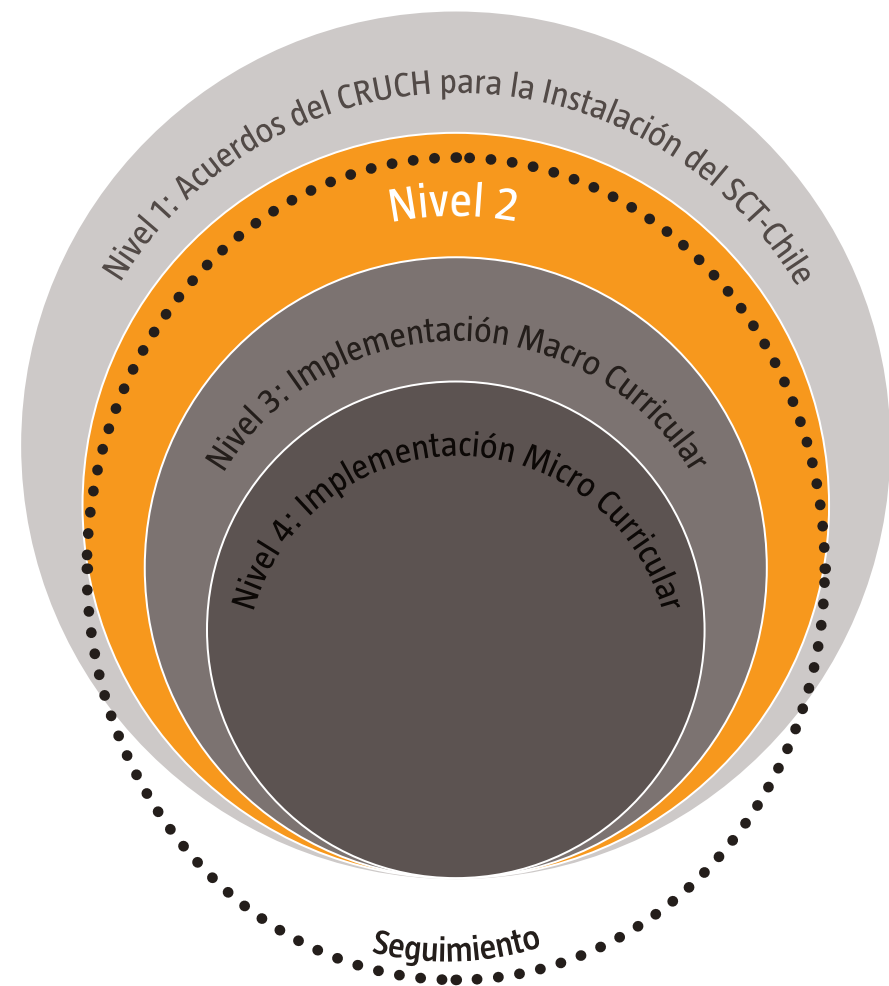 Nivel 1: Acuerdos del CRUCH para la Instalación del SCT-Chile
Nivel 2
Nivel 3: Implementación Macro Curricular
Nivel 4: Implementación Micro Curricular
Seguimiento